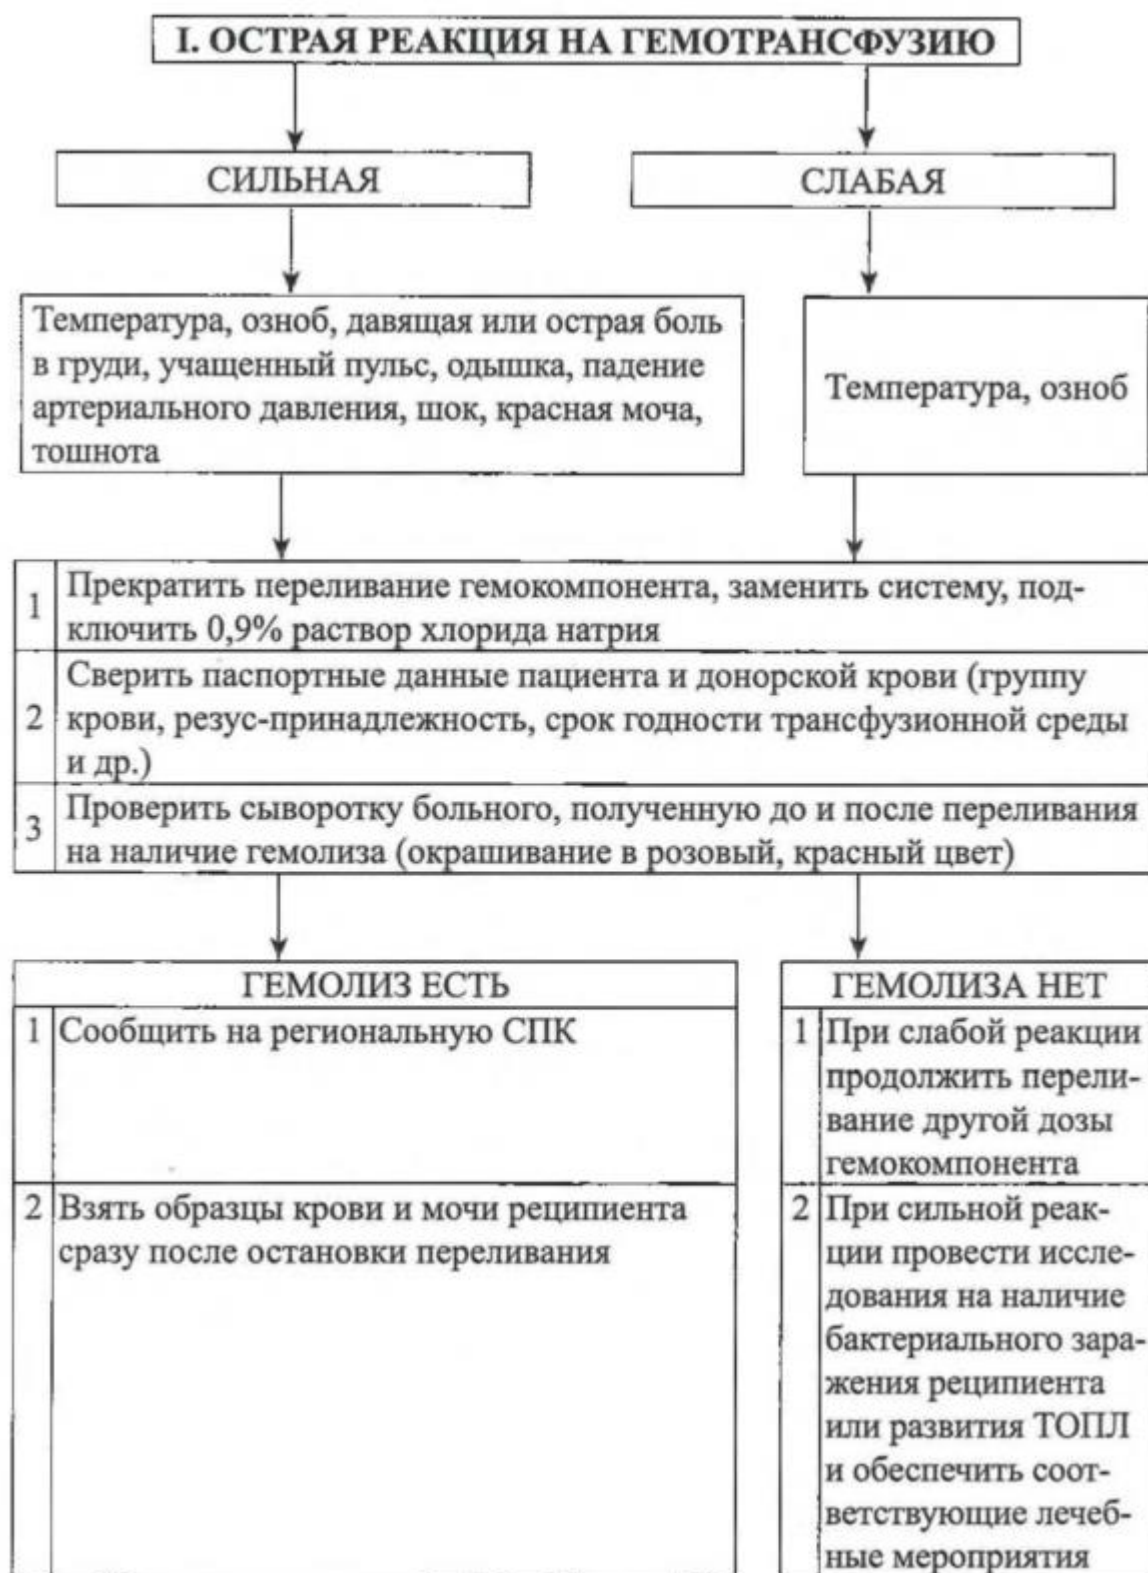 I. ОСТРАЯ РЕАКЦИЯ НА ГЕМОТРАНСФУЗИЮ
СИЛЬНАЯ
СЛАБАЯ
Температура, озноб, давящая или острая боль
в груди, учащенный пульс, одышка, падение
артериального давления, шок, красная моча,
тошнота
Температура, озноб
1 Прекратить переливание гемокомпонента, заменить систему, под-
ключить 0,9% раствор хлорида натрия
2 Сверить паспортные данные пациента и донорской крови (группу
крови, резус-принадлежность, срок годности трансфузионной среды
и др.)
3 Проверить сыворотку больного, полученную до и после переливания
на наличие гемолиза (окрашивание в розовый, красный цвет)
ГЕМОЛИЗ ЕСТЬ
1 Сообщить на региональную СПК
2 Взять образцы крови и мочи реципиента
сразу после остановки переливания
ГЕМОЛИЗА НЕТ
1 При слабой реакции
продолжить перели-
вание другой дозы
гемокомпонента
2 При сильной реак-
ции провести иссле-
дования на наличие
бактериального зара-
жения реципиента
или развития ТОПЛ
и обеспечить соот-
ветствующие лечеб-
ные мероприятия